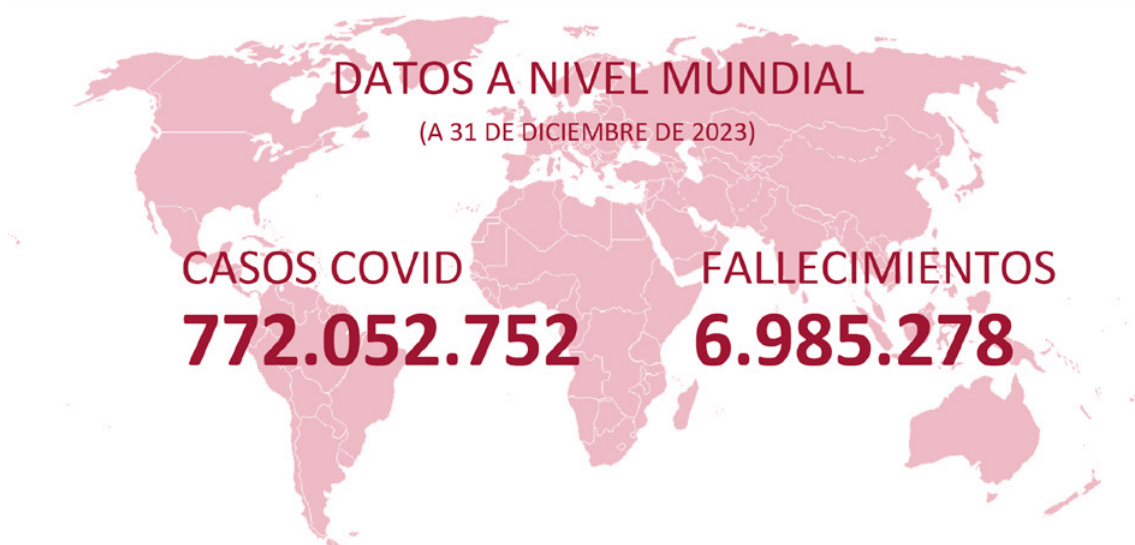 DATOS A NIVEL MUNDIAL
(A 31 DE DICIEMBRE DE 2023)
CASOS COVID FALLECIMIENTOS
772.052.752 6.985.278